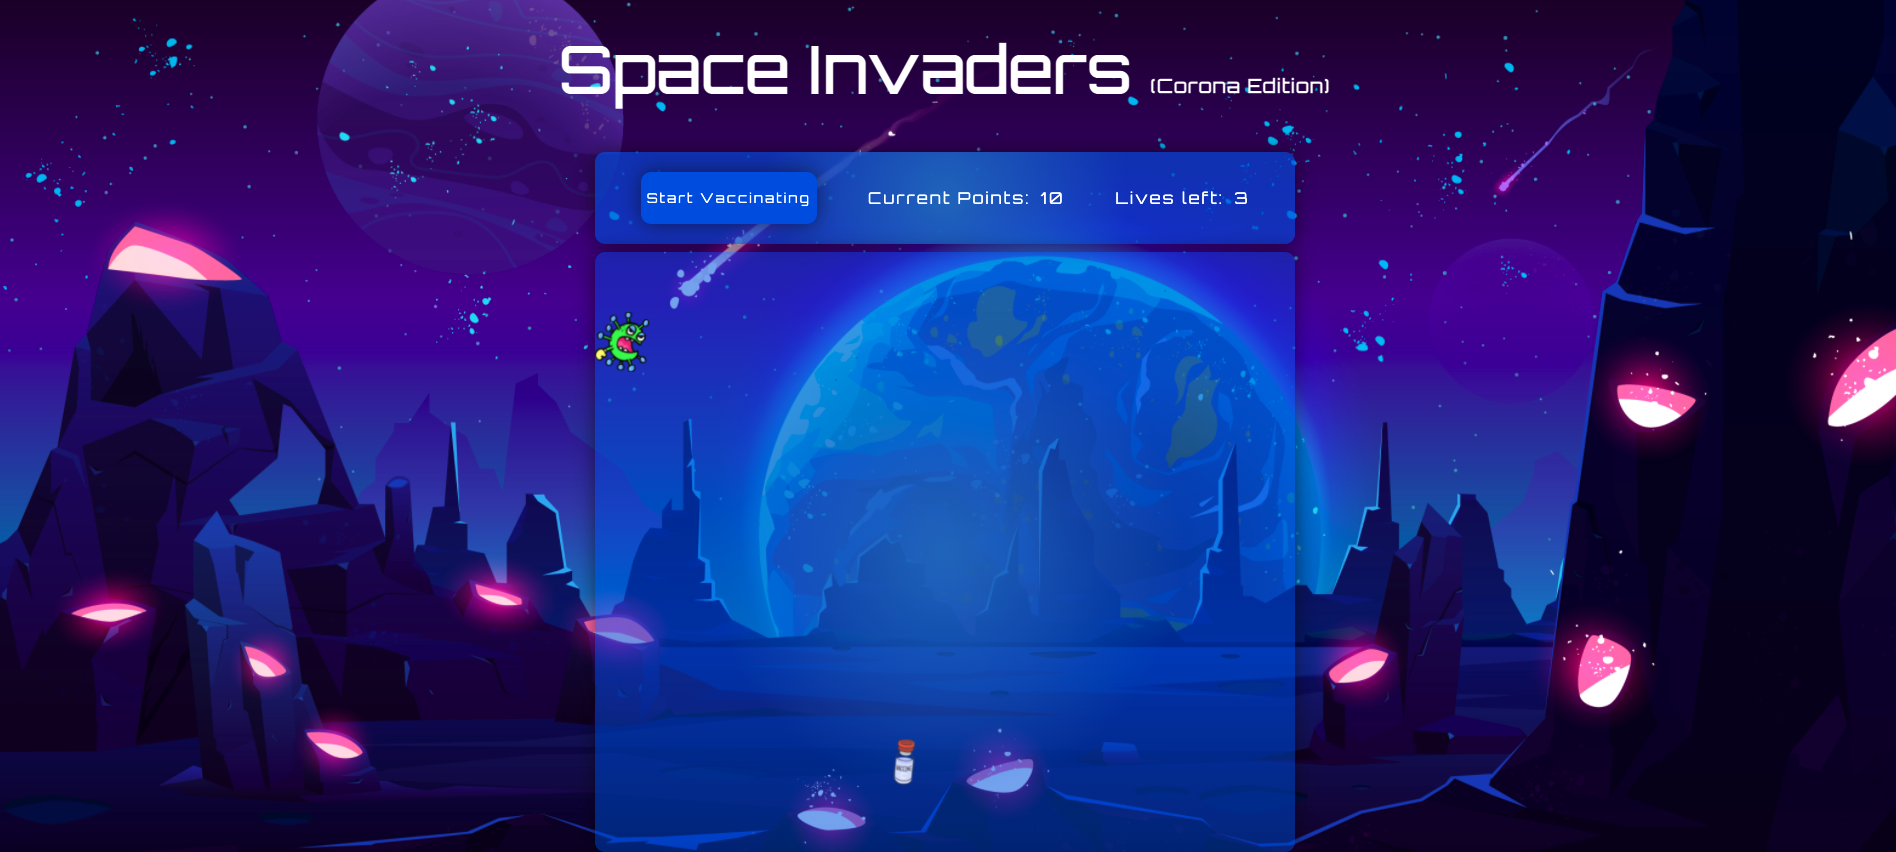 Space Invaders (Corona Edition)
Start Vaccinating Current Points: 10 Lives left: 3